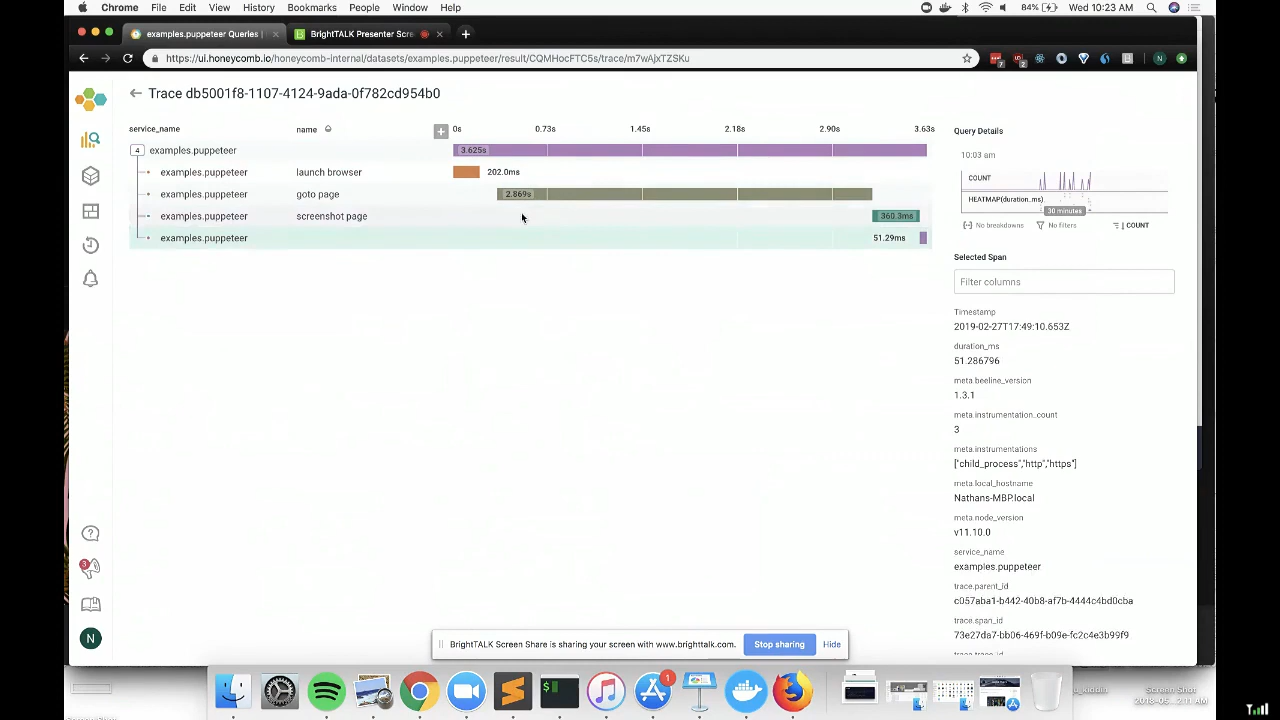 Chrome File Edit View History Bookmarks People Window Help 84% Wed 10:23 AM
examples.puppeteer Queries | BrightTALK Presenter Scre
https://ui.honeycomb.io/honeycomb-internal/datasets/examples.puppeteer/result/CQMHocFTC5s/trace/m7wAjxTZSKu
7 2 N
Trace db5001f8-1107-4124-9ada-0f782cd954b0
service_name name 0s 0.73s 1.45s 2.18s 2.90s 3.63s
4 examples.puppeteer 3.625s
examples.puppeteer launch browser 202.0ms
examples.puppeteer goto page 2.869s
examples.puppeteer screenshot page 360.3ms
examples.puppeteer 51.29ms
Query Details
10:03 am
COUNT
HEATMAP(duration_ms)
30 minutes
No breakdowns No filters COUNT
Selected Span
Filter columns
Timestamp
2019-02-27T17:49:10.653Z
duration_ms
51.286796
meta.beeline_version
1.3.1
meta.instrumentation_count
3
meta.instrumentations
["child_process","http","https"]
meta.local_hostname
Nathans-MBP.local
meta.node_version
v11.10.0
service_name
examples.puppeteer
trace.parent_id
c057aba1-b442-40b8-af7b-4444c4bd0cba
trace.span_id
73e27da7-bb06-469f-b09e-fc2c4e3b99f9
3
N
BrightTALK Screen Share is sharing your screen with www.brighttalk.com. Stop sharing Hide
1
Screen Shot